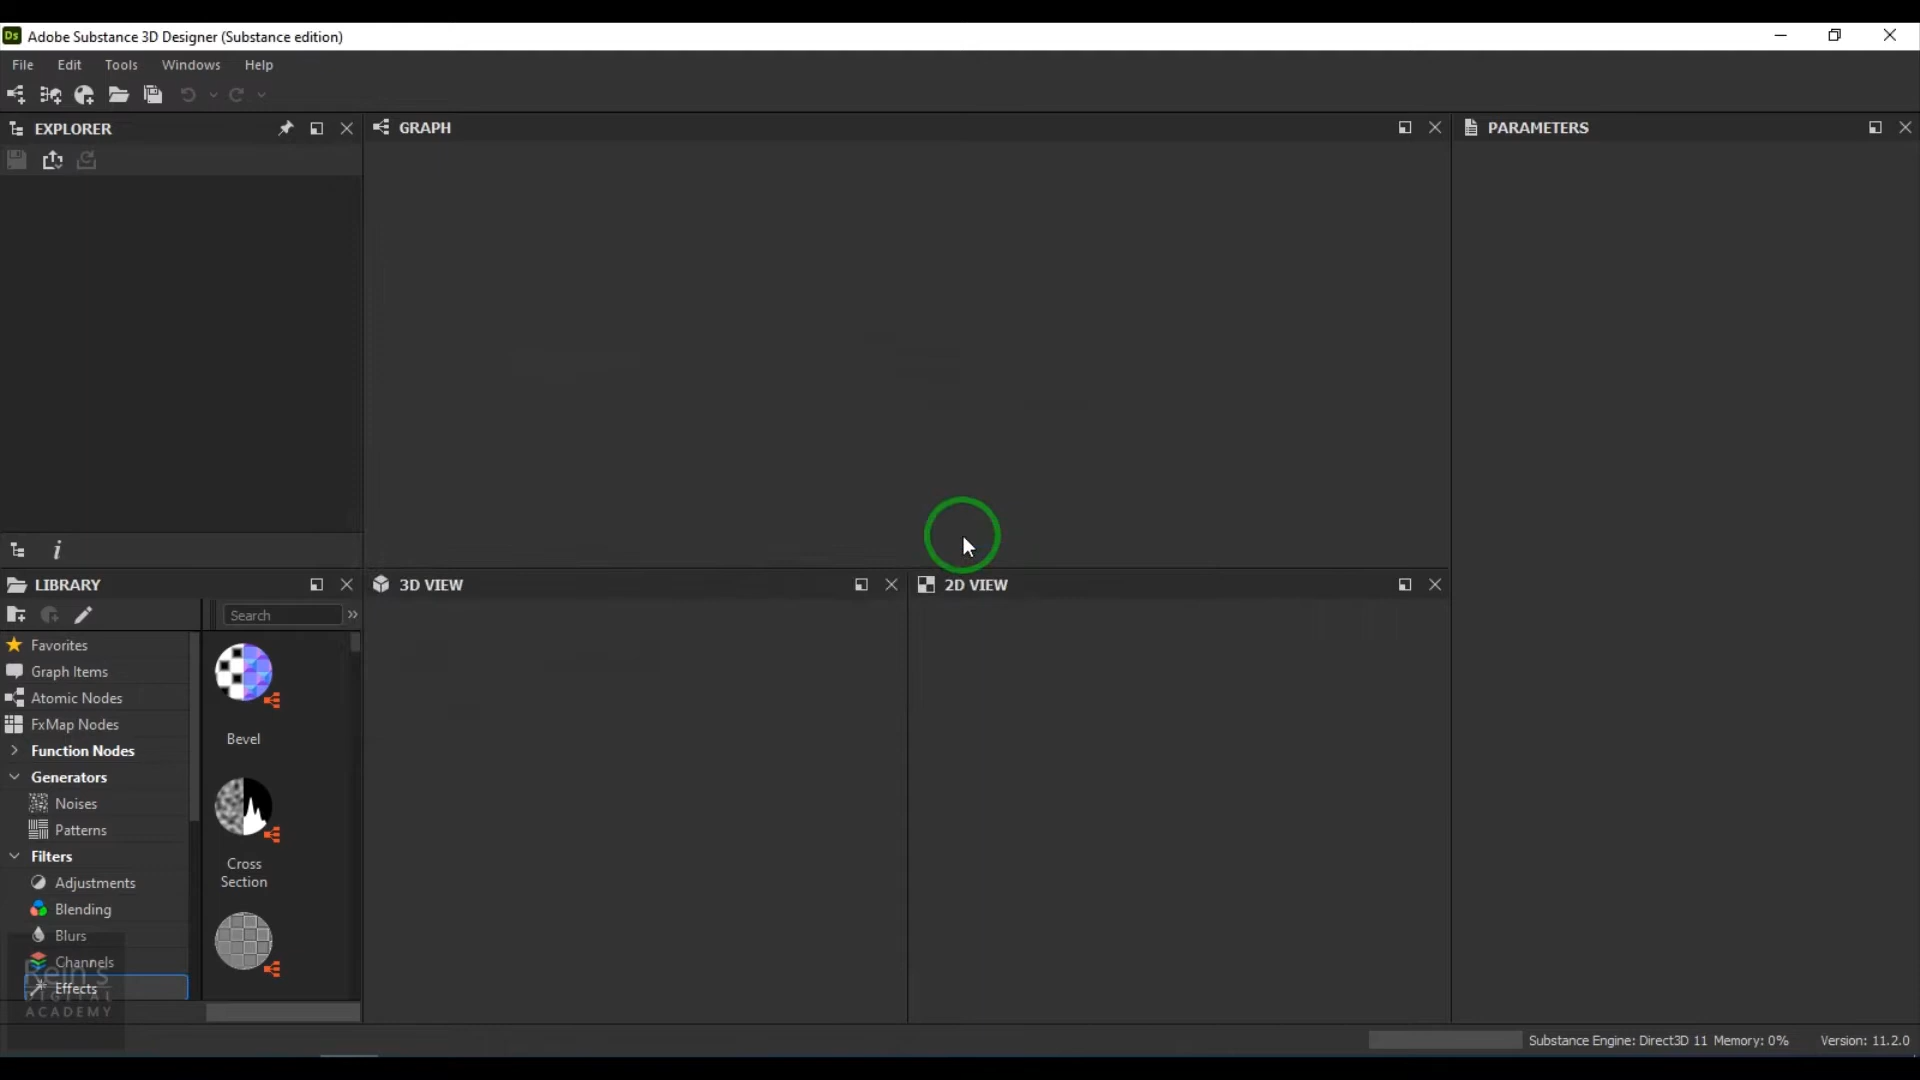 Adobe Substance 3D Designer (Substance edition)
File Edit Tools Windows Help
EXPLORER
GRAPH
PARAMETERS
LIBRARY
3D VIEW
2D VIEW
Search
Favorites
Graph Items
Atomic Nodes
FxMap Nodes
Function Nodes
Generators
Noises
Patterns
Filters
Adjustments
Blending
Blurs
Channels
Effects
Bevel
Cross
Section
Rein's
DIGITAL
ACADEMY
Substance Engine: Direct3D 11 Memory: 0% Version: 11.2.0